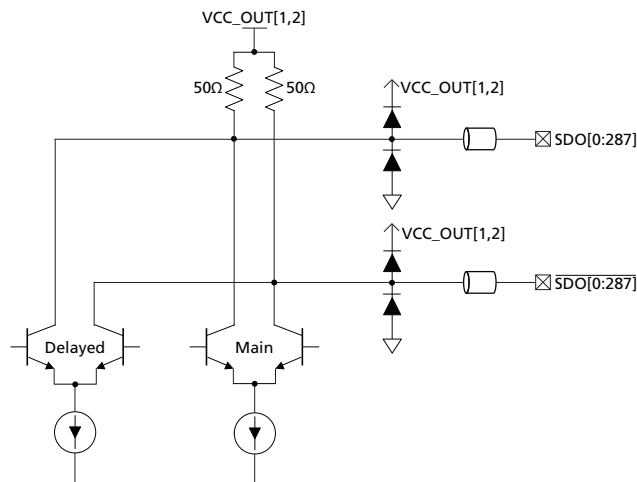 VCC_OUT[1,2]
50Ω 50Ω
VCC_OUT[1,2]
SDO[0:287]
VCC_OUT[1,2]
SDO[0:287]
Delayed Main